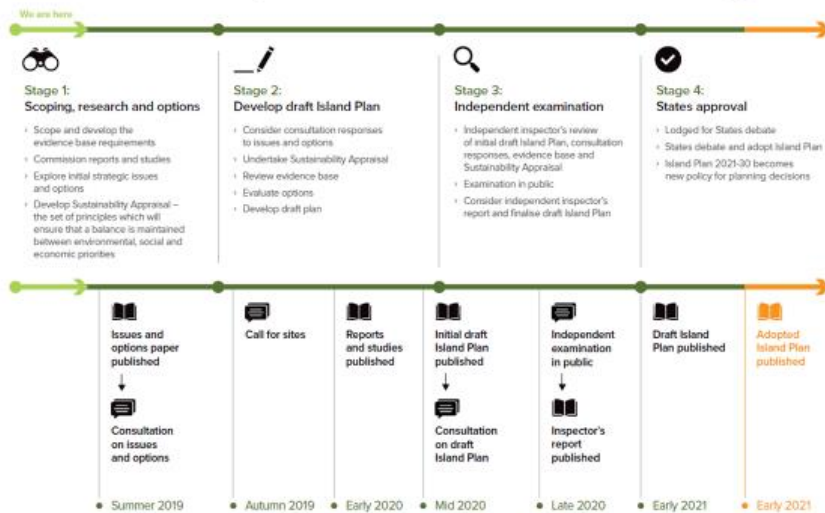 We are here
Stage 1:
Scoping, research and options
› Scope and develop the
evidence base requirements
› Commission reports and studies
› Explore initial strategic issues
and options
› Develop Sustainability Appraisal –
the set of principles which will
ensure that a balance is maintained
between environmental, social and
economic priorities
Stage 2:
Develop draft Island Plan
› Consider consultation responses
to issues and options
› Undertake Sustainability Appraisal
› Review evidence base
› Evaluate options
› Develop draft plan
Stage 3:
Independent examination
› Independent inspector's review
of initial draft Island Plan, consultation
responses, evidence base and
Sustainability Appraisal
› Examination in public
› Consider independent inspector's
report and finalise draft Island Plan
Stage 4:
States approval
› Lodged for States debate
› States debate and adopt Island Plan
› Island Plan 2021-30 becomes
new policy for planning decisions
Issues and
options paper
published
Consultation
on issues
and options
Summer 2019
Call for sites
Autumn 2019
Reports
and studies
published
Early 2020
Initial draft
Island Plan
published
Consultation
on draft
Island Plan
Mid 2020
Independent
examination
in public
Inspector's
report
published
Late 2020
Draft Island
Plan published
Early 2021
Adopted
Island Plan
published
Early 2021